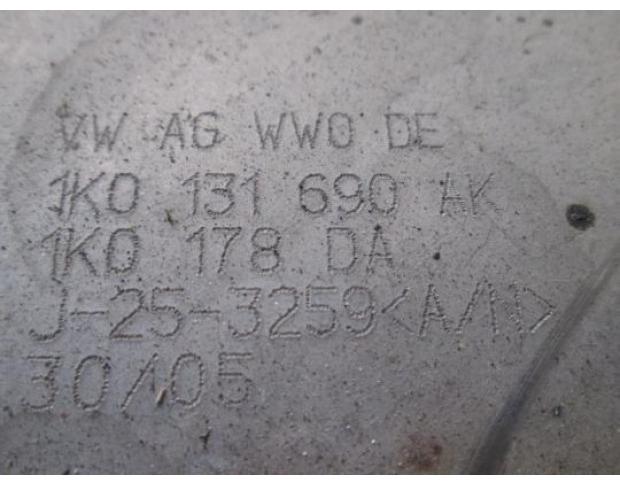 VW AG WWO DE
1K0 131 690 AK
1K0 178 DA
J-25-3259<A/N>
30/05